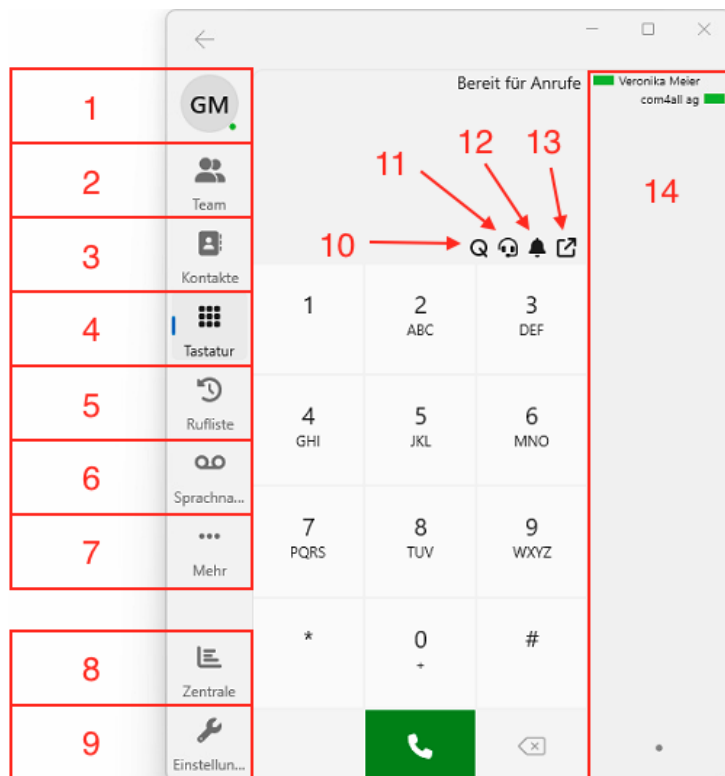 1
GM
Bereit für Anrufe
Veronika Meier
com4all ag
2
Team
11
12
13
14
3
Kontakte
10
Q
4
Tastatur
1
2
ABC
3
DEF
5
Rufliste
4
GHI
5
JKL
6
MNO
6
Sprachna...
7
Mehr
7
PQRS
8
TUV
9
WXYZ
8
Zentrale
*
0
+
#
9
Einstellun...